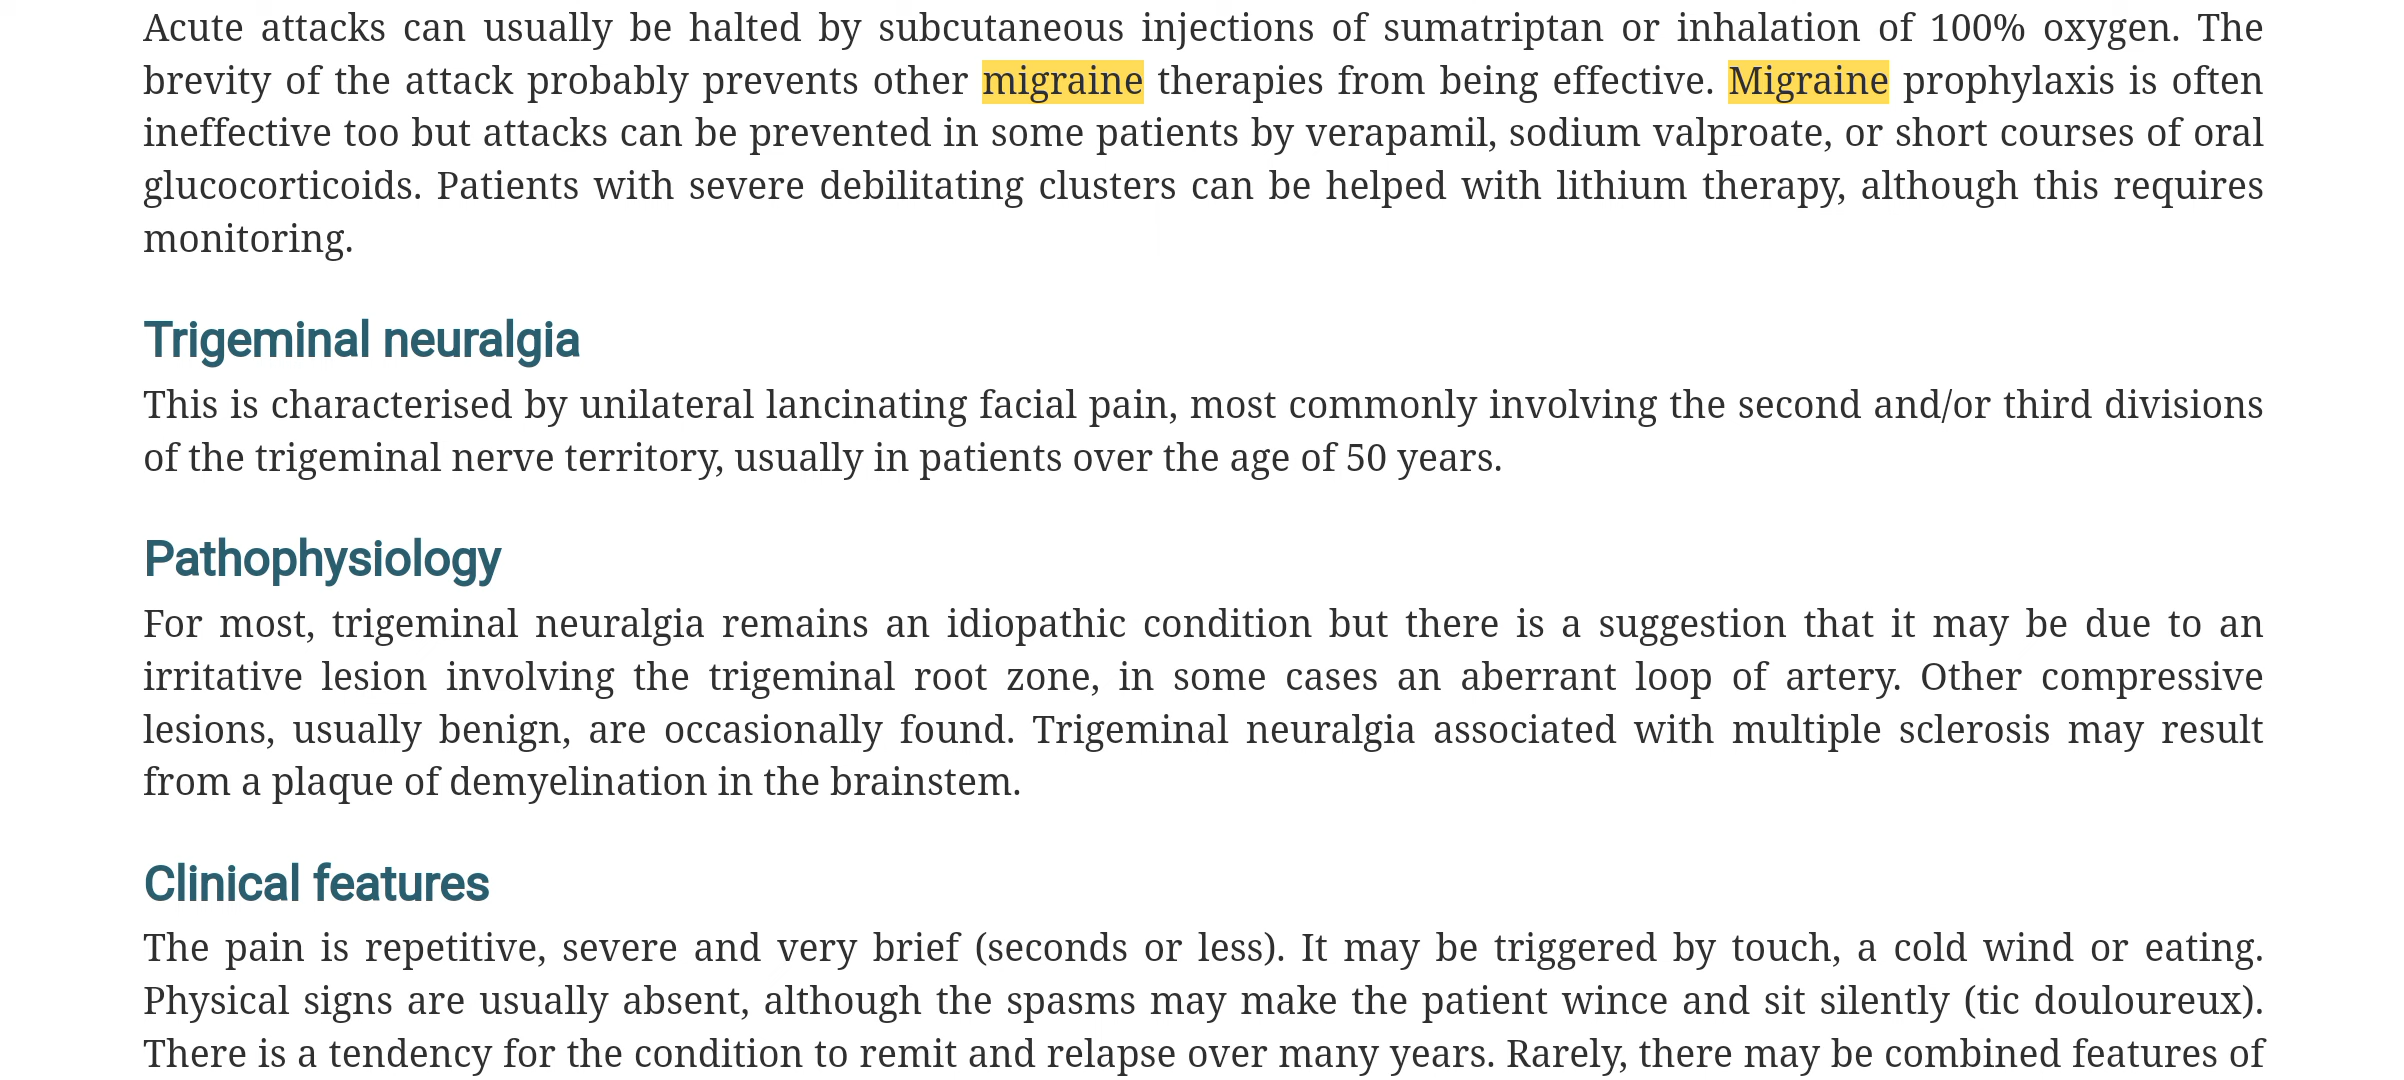 Acute attacks can usually be halted by subcutaneous injections of sumatriptan or inhalation of 100% oxygen. The
brevity of the attack probably prevents other migraine therapies from being effective. Migraine prophylaxis is often
ineffective too but attacks can be prevented in some patients by verapamil, sodium valproate, or short courses of oral
glucocorticoids. Patients with severe debilitating clusters can be helped with lithium therapy, although this requires
monitoring.
Trigeminal neuralgia
This is characterised by unilateral lancinating facial pain, most commonly involving the second and/or third divisions
of the trigeminal nerve territory, usually in patients over the age of 50 years.
Pathophysiology
For most, trigeminal neuralgia remains an idiopathic condition but there is a suggestion that it may be due to an
irritative lesion involving the trigeminal root zone, in some cases an aberrant loop of artery. Other compressive
lesions, usually benign, are occasionally found. Trigeminal neuralgia associated with multiple sclerosis may result
from a plaque of demyelination in the brainstem.
Clinical features
The pain is repetitive, severe and very brief (seconds or less). It may be triggered by touch, a cold wind or eating.
Physical signs are usually absent, although the spasms may make the patient wince and sit silently (tic douloureux).
There is a tendency for the condition to remit and relapse over many years. Rarely, there may be combined features of